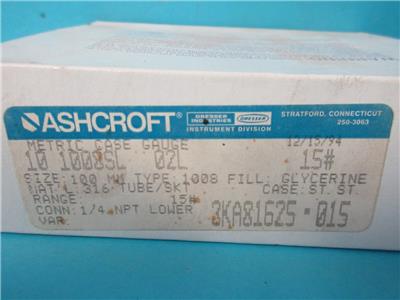 ASHCROFT®
DRESSER INDUSTRIES DRESSER
INSTRUMENT DIVISION
STRATFORD, CONNECTICUT
250-3063
METRIC CASE GAUGE 12/15/94
10 1008SL 02L 15#
SIZE: 100 MM TYPE: 1008 FILL: GLYCERINE
MAT'L: 316 TUBE/SKT CASE: ST.ST.
RANGE: 15#
CONN: 1/4 NPT LOWER
VAR: 3KA81625-015